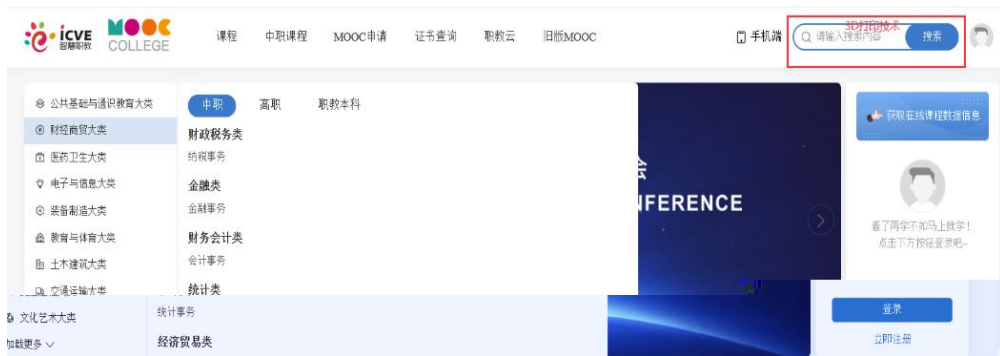 icve 智慧职教 MOOC COLLEGE 课程 中职课程 MOOC申请 证书查询 职教云 旧版MOOC 手机端 请输入搜索内容 3D打印技术 搜索
公共基础与通识教育大类
财经商贸大类
医药卫生大类
电子与信息大类
装备制造大类
教育与体育大类
土木建筑大类
交通运输大类
文化艺术大类
加载更多
中职 高职 职教本科
财政税务类
纳税事务
金融类
金融事务
财务会计类
会计事务
统计类
统计事务
经济贸易类
会
NFERENCE
获取在线课程数据信息
看了再学不如马上就学!
点击下方按钮登录吧~
登录
立即注册